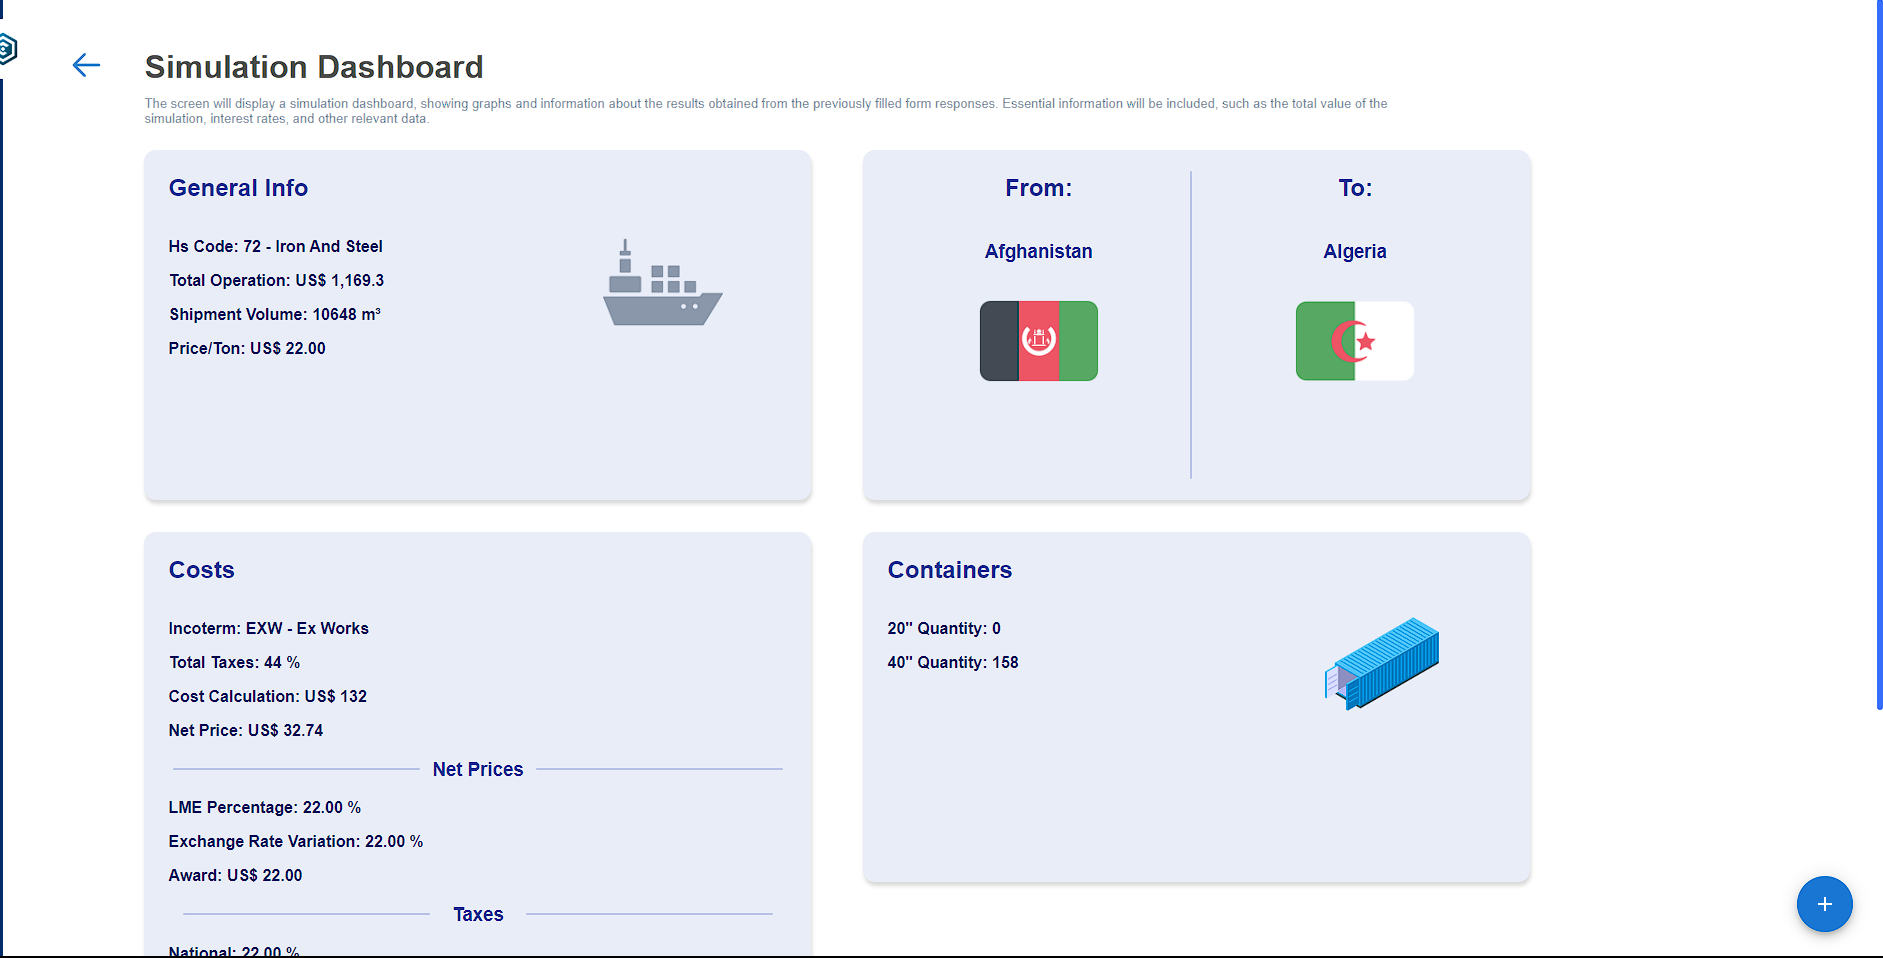 Simulation Dashboard
The screen will display a simulation dashboard, showing graphs and information about the results obtained from the previously filled form responses. Essential information will be included, such as the total value of the
simulation, interest rates, and other relevant data.
General Info
Hs Code: 72 - Iron And Steel
Total Operation: US$ 1,169.3
Shipment Volume: 10648 m³
Price/Ton: US$ 22.00
From:
Afghanistan
To:
Algeria
Costs
Incoterm: EXW - Ex Works
Total Taxes: 44 %
Cost Calculation: US$ 132
Net Price: US$ 32.74
Net Prices
LME Percentage: 22.00 %
Exchange Rate Variation: 22.00 %
Award: US$ 22.00
Taxes
National: 22.00 %
Containers
20" Quantity: 0
40" Quantity: 158